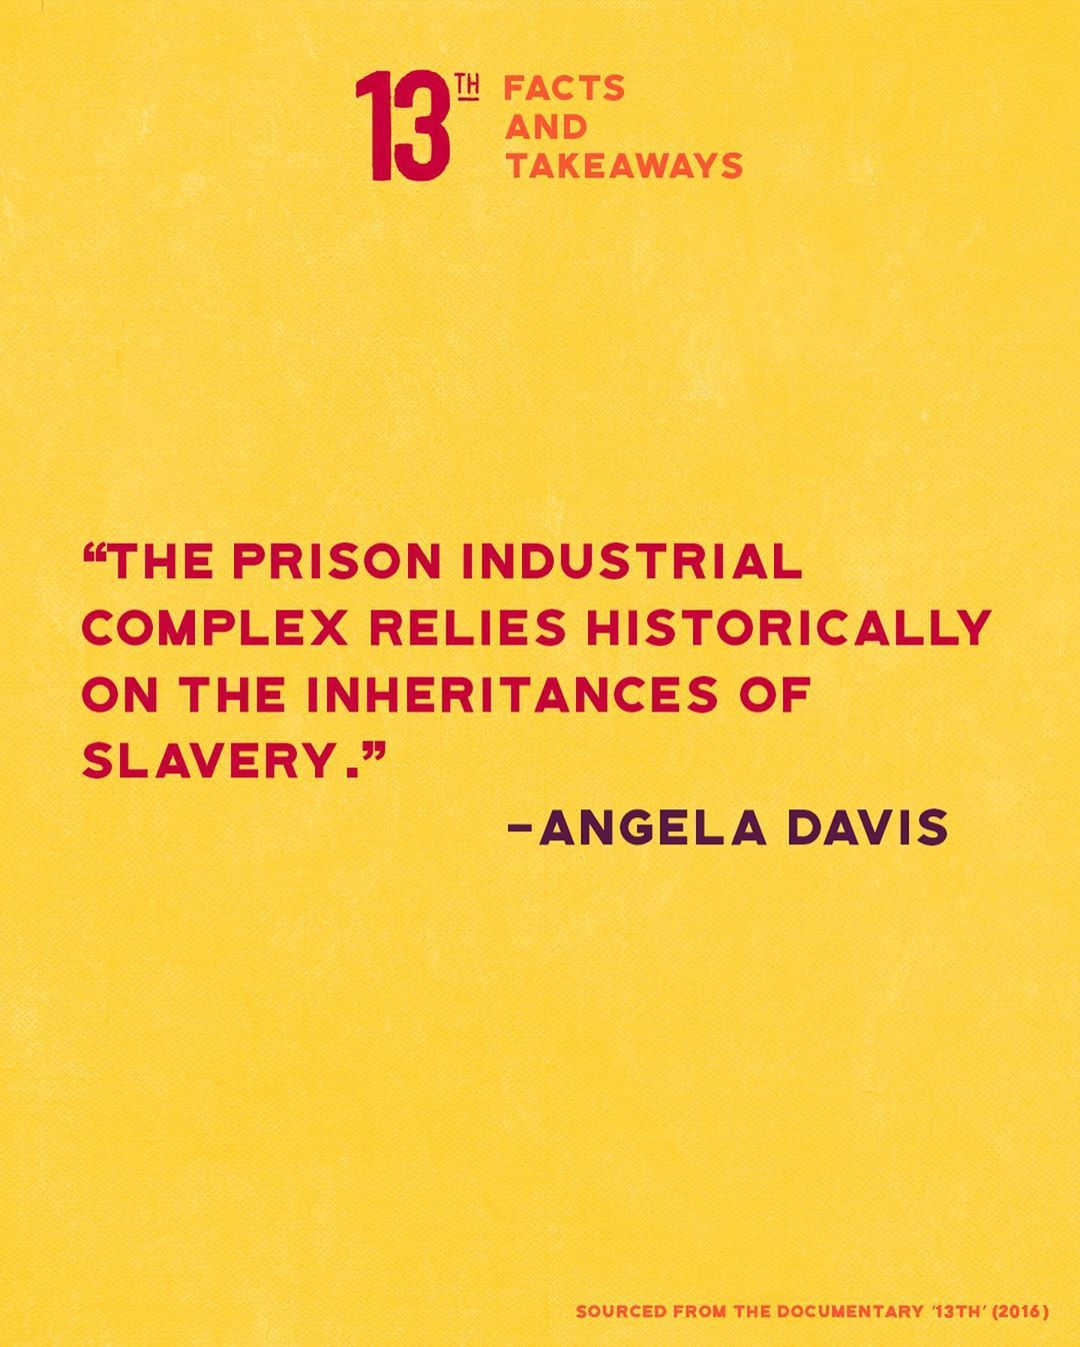 13TH
FACTS
AND
TAKEAWAYS
“THE PRISON INDUSTRIAL
COMPLEX RELIES HISTORICALLY
ON THE INHERITANCES OF
SLAVERY.”
–ANGELA DAVIS
SOURCED FROM THE DOCUMENTARY '13TH' (2016)